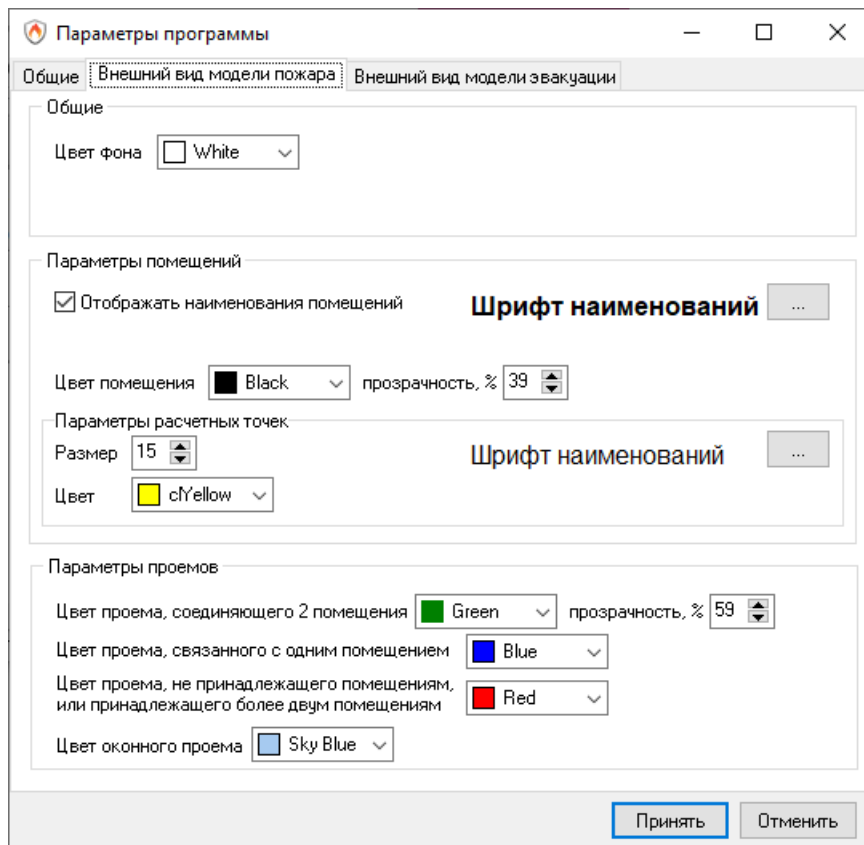 Параметры программы
Общие Внешний вид модели пожара Внешний вид модели эвакуации
Общие
Цвет фона White
Параметры помещений
Отображать наименования помещений Шрифт наименований ...
Цвет помещения Black прозрачность, % 39
Параметры расчетных точек
Размер 15 Шрифт наименований ...
Цвет clYellow
Параметры проемов
Цвет проема, соединяющего 2 помещения Green прозрачность, % 59
Цвет проема, связанного с одним помещением Blue
Цвет проема, не принадлежащего помещениям,
или принадлежащего более двум помещениям Red
Цвет оконного проема Sky Blue
Принять Отменить